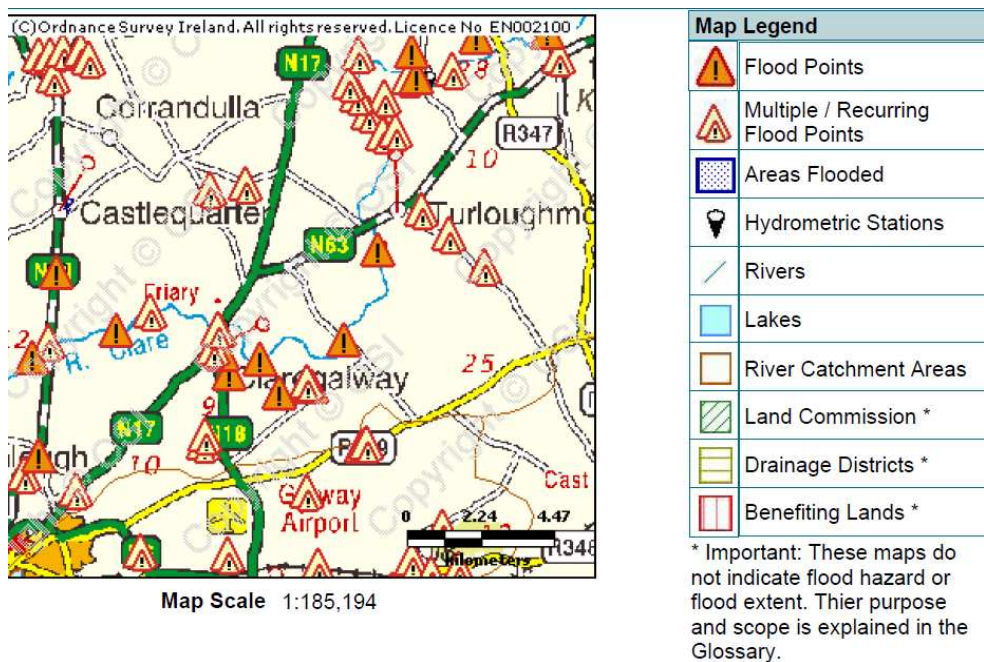 (C)Ordnance Survey Ireland. All rights reserved. Licence No EN002100
N17
28
Corrandulla
R347
10
Castlequarter
Turloughmo
N63
Friary
12
R. Clare
Claregalway
25
9
N17
N18
10
Galway
Airport
Cast
0 2.24 4.47
Kilometers
R348
Map Scale 1:185,194
Map Legend
Flood Points
Multiple / Recurring
Flood Points
Areas Flooded
Hydrometric Stations
Rivers
Lakes
River Catchment Areas
Land Commission *
Drainage Districts *
Benefiting Lands *
* Important: These maps do
not indicate flood hazard or
flood extent. Thier purpose
and scope is explained in the
Glossary.